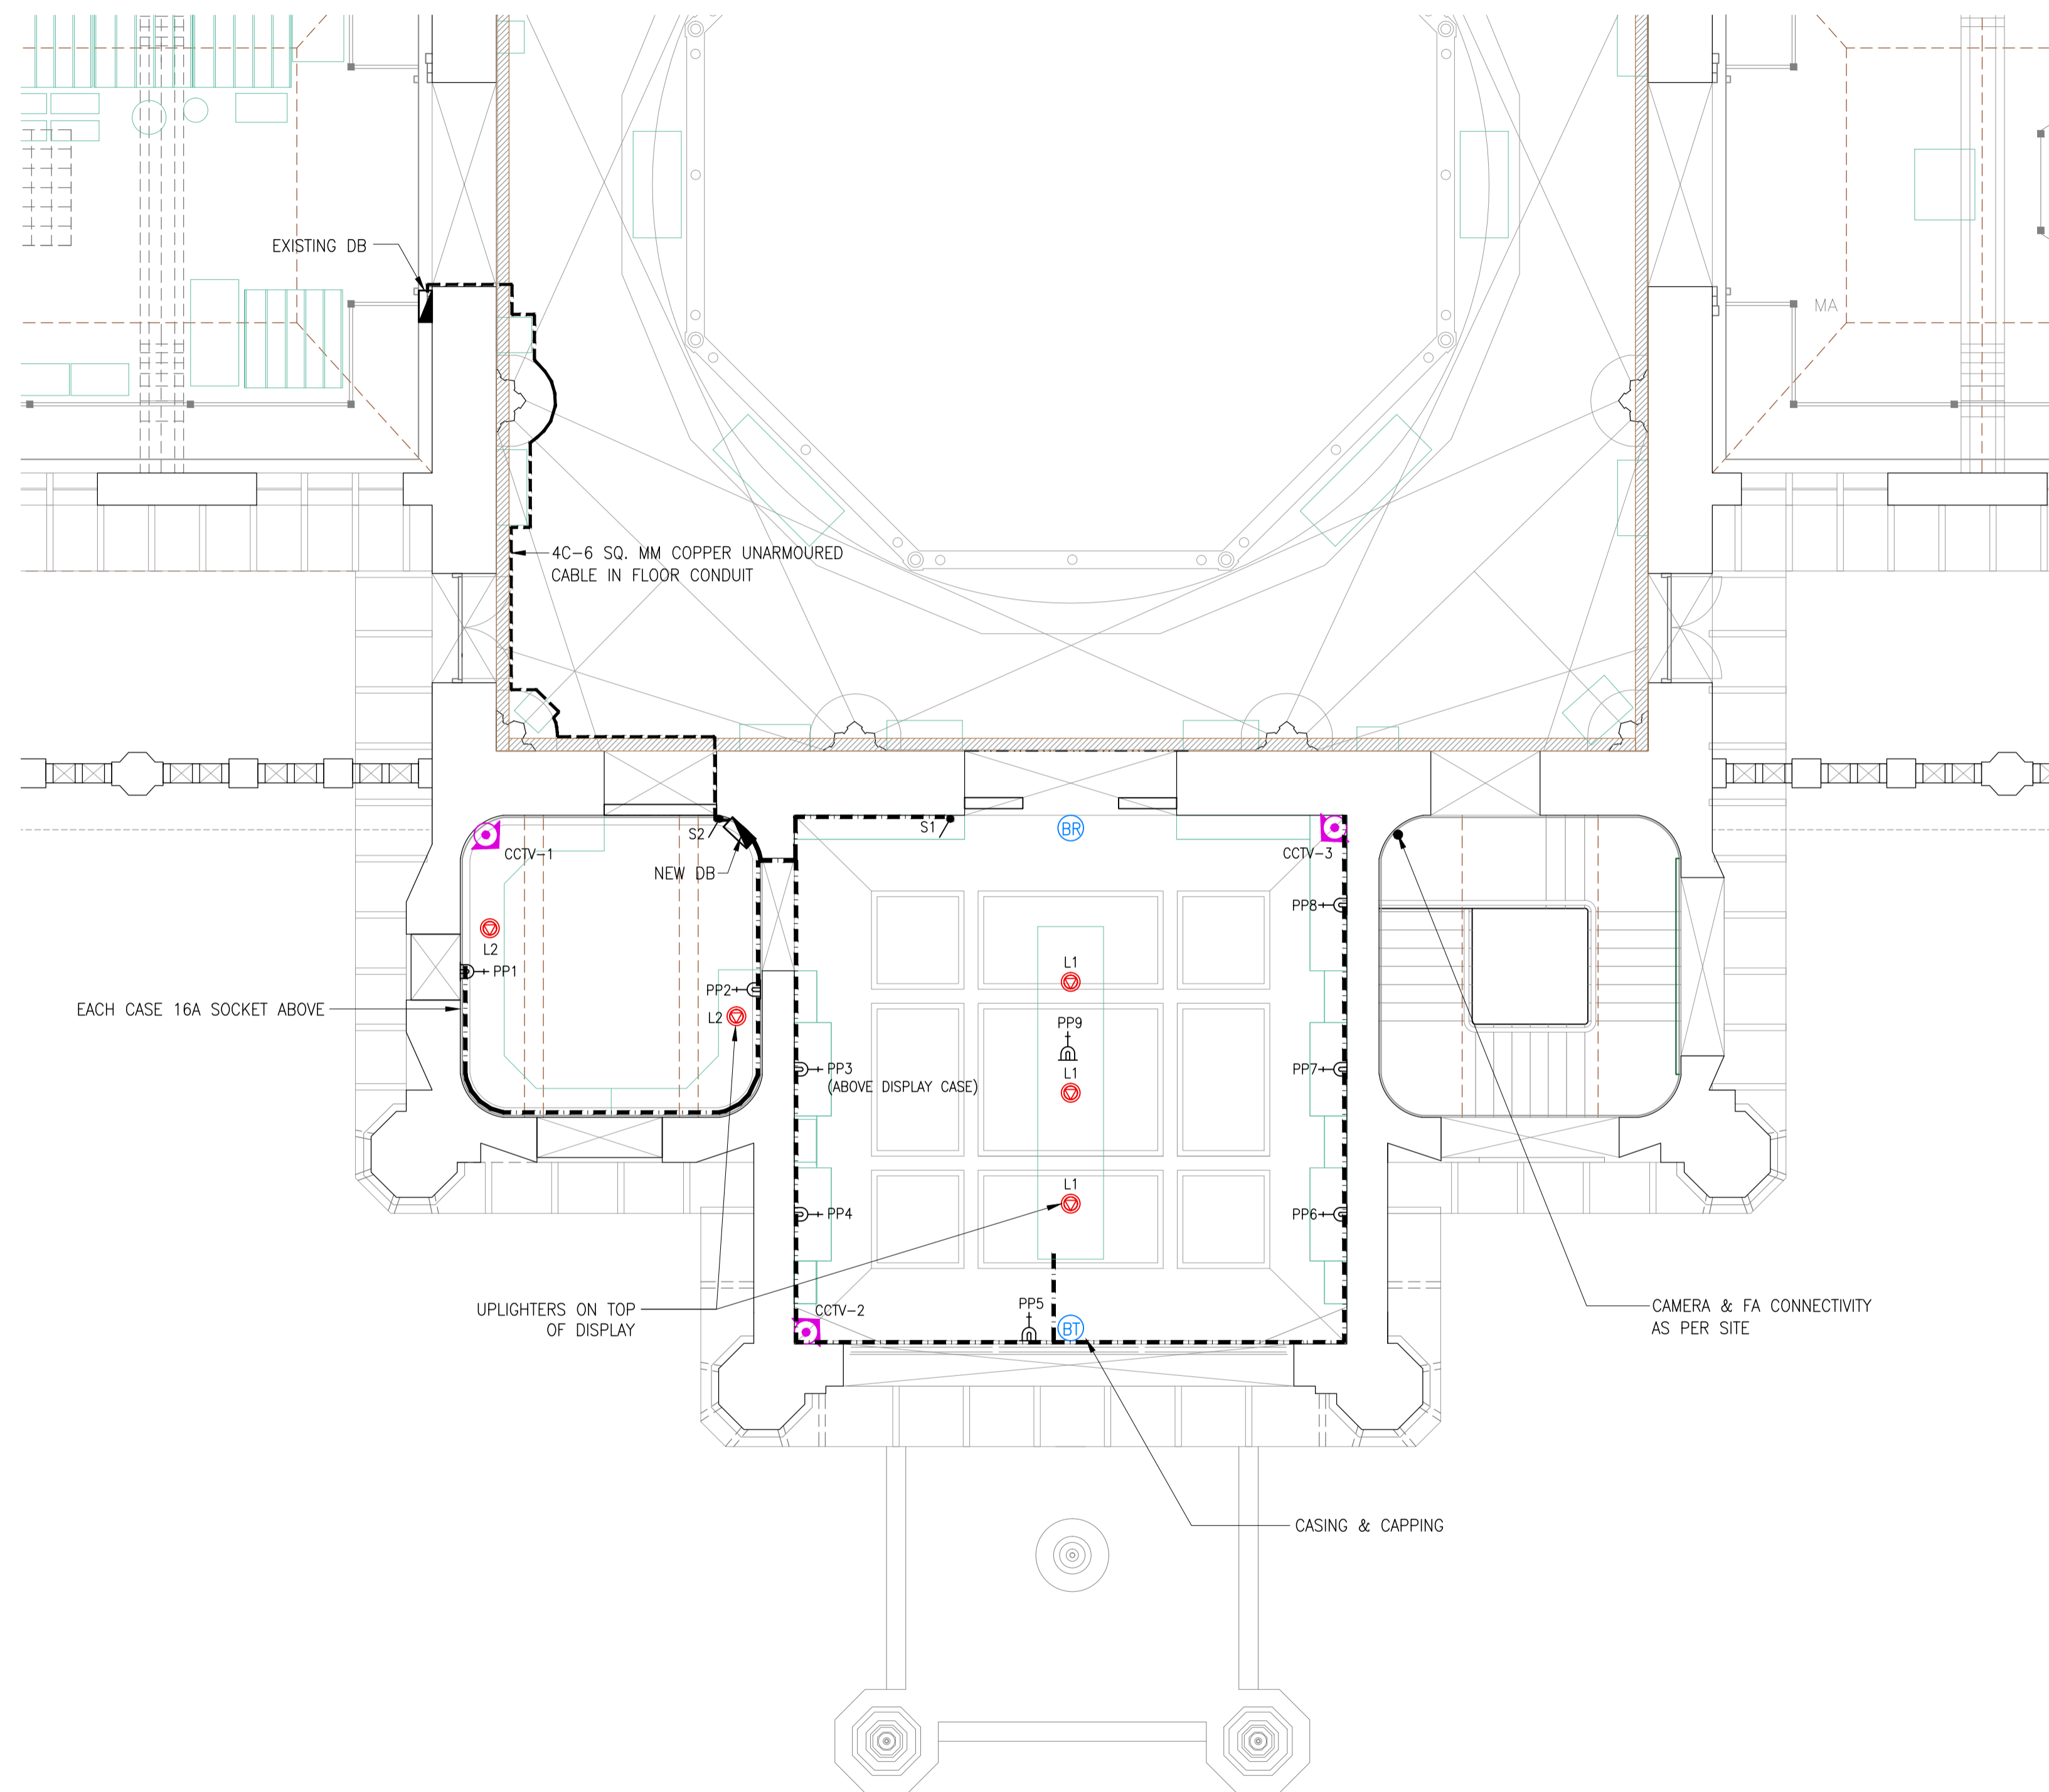 EXISTING DB
MA
4C-6 SQ. MM COPPER UNARMOURED
CABLE IN FLOOR CONDUIT
S2
S1
BR
CCTV-1
CCTV-3
NEW DB
PP8
L2
PP1
L1
PP2
EACH CASE 16A SOCKET ABOVE
L2
PP9
PP3
(ABOVE DISPLAY CASE)
L1
PP7
L1
PP4
PP6
UPLIGHTERS ON TOP
OF DISPLAY
CCTV-2
PP5
BT
CAMERA & FA CONNECTIVITY
AS PER SITE
CASING & CAPPING